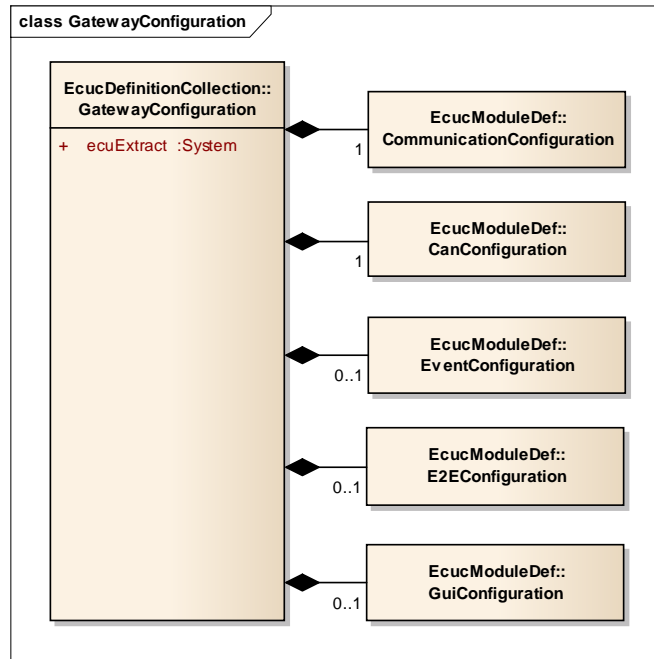 class GatewayConfiguration
EcucDefinitionCollection::
GatewayConfiguration
+ ecuExtract :System
EcucModuleDef::
CommunicationConfiguration
1
EcucModuleDef::
CanConfiguration
1
EcucModuleDef::
EventConfiguration
0..1
EcucModuleDef::
E2EConfiguration
0..1
EcucModuleDef::
GuiConfiguration
0..1